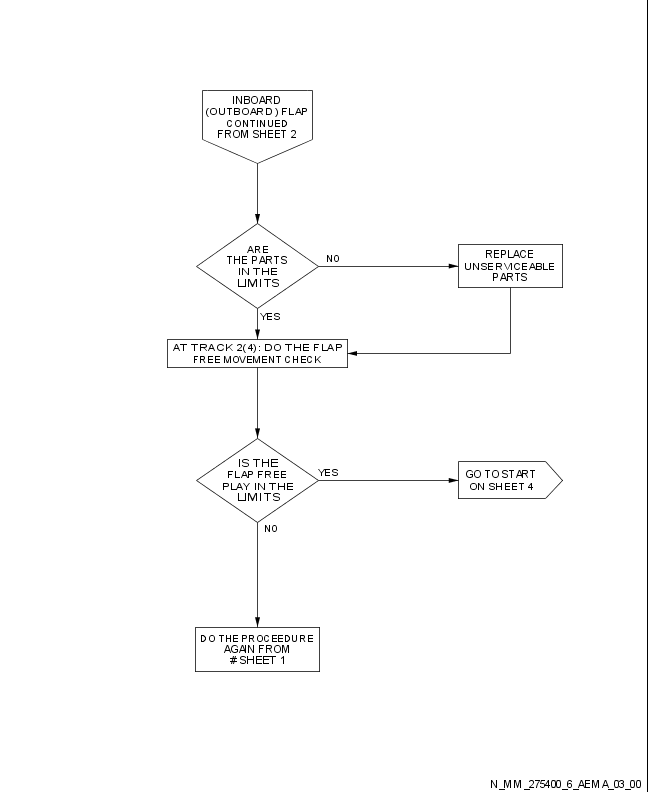 INBOARD
(OUTBOARD) FLAP
CONTINUED
FROM SHEET 2
ARE
THE PARTS
IN THE
LIMITS
NO
REPLACE
UNSERVICEABLE
PARTS
YES
AT TRACK 2(4): DO THE FLAP
FREE MOVEMENT CHECK
IS THE
FLAP FREE
PLAY IN THE
LIMITS
YES
GO TO START
ON SHEET 4
NO
DO THE PROCEEDURE
AGAIN FROM
# SHEET 1
N_MM_275400_6_AEMA_03_00